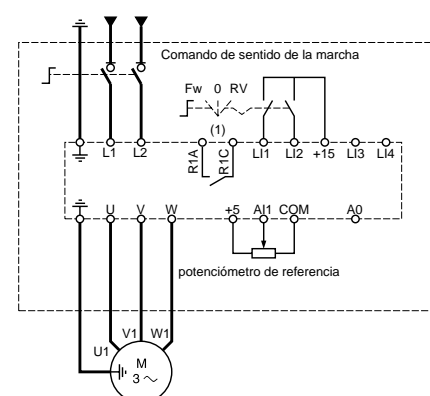 Comando de sentido de la marcha
Fw 0 RV
(1)
L1 L2 R1A R1C LI1 LI2 +15 LI3 LI4
U V W +5 AI1 COM A0
potenciómetro de referencia
U1 V1 W1
M
3 ~